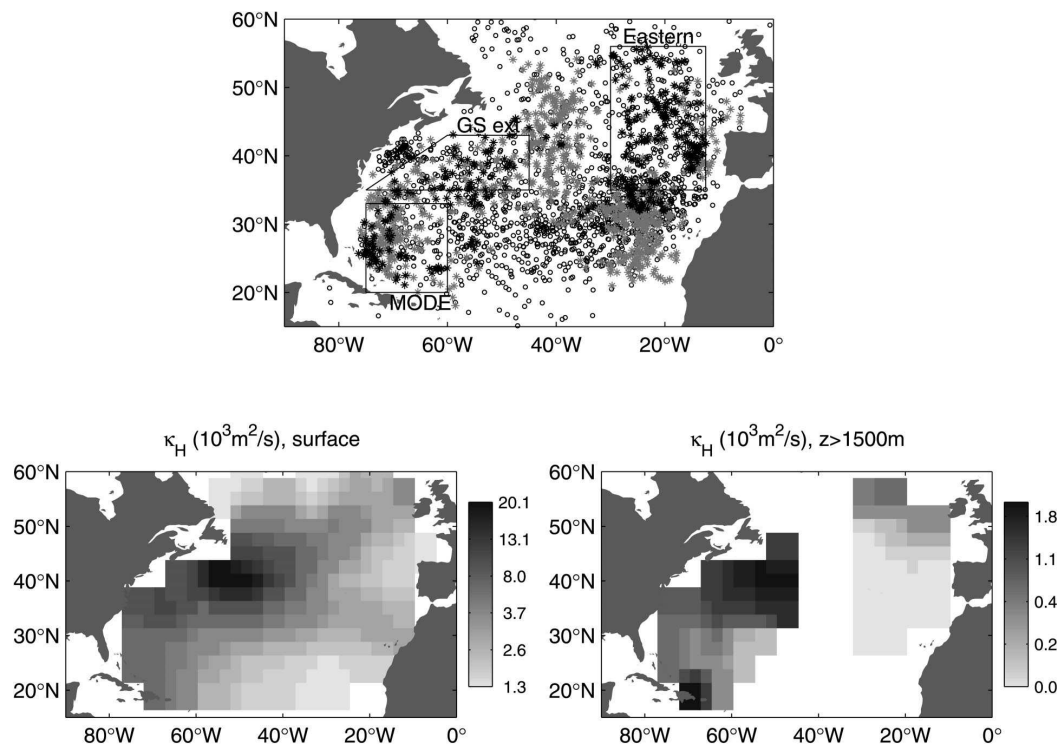 60°N
Eastern
50°N
GS ext
40°N
30°N
20°N
MODE
80°W 60°W 40°W 20°W 0°
κ_H (10³m²/s), surface
60°N
50°N
40°N
30°N
20°N
20.1
13.1
8.0
3.7
2.6
1.3
80°W 60°W 40°W 20°W 0°
κ_H (10³m²/s), z>1500m
60°N
50°N
40°N
30°N
20°N
1.8
1.1
0.4
0.2
0.0
80°W 60°W 40°W 20°W 0°